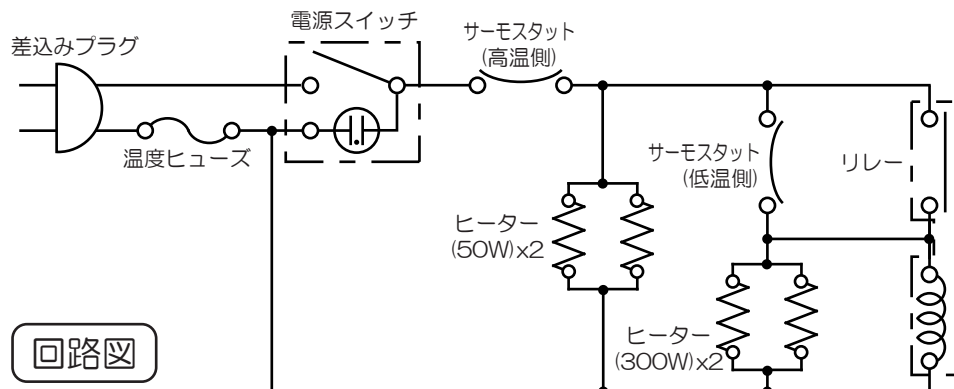 電源スイッチ
差込みプラグ
サーモスタット
(高温側)
温度ヒューズ
サーモスタット
(低温側)
リレー
ヒーター
(50W)x2
ヒーター
(300W)x2
回路図